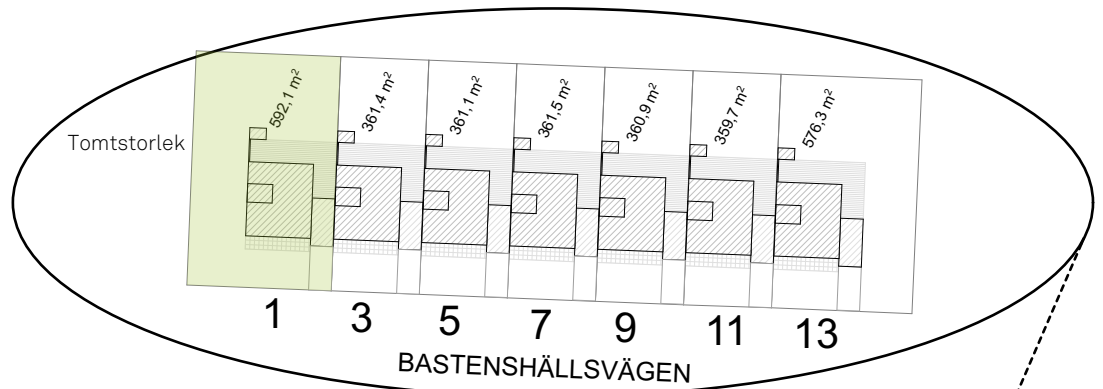 592,1 m²
361,4 m²
361,1 m²
361,5 m²
360,9 m²
359,7 m²
576,3 m²
Tomtstorlek
1 3 5 7 9 11 13
BASTENSHÄLLSVÄGEN